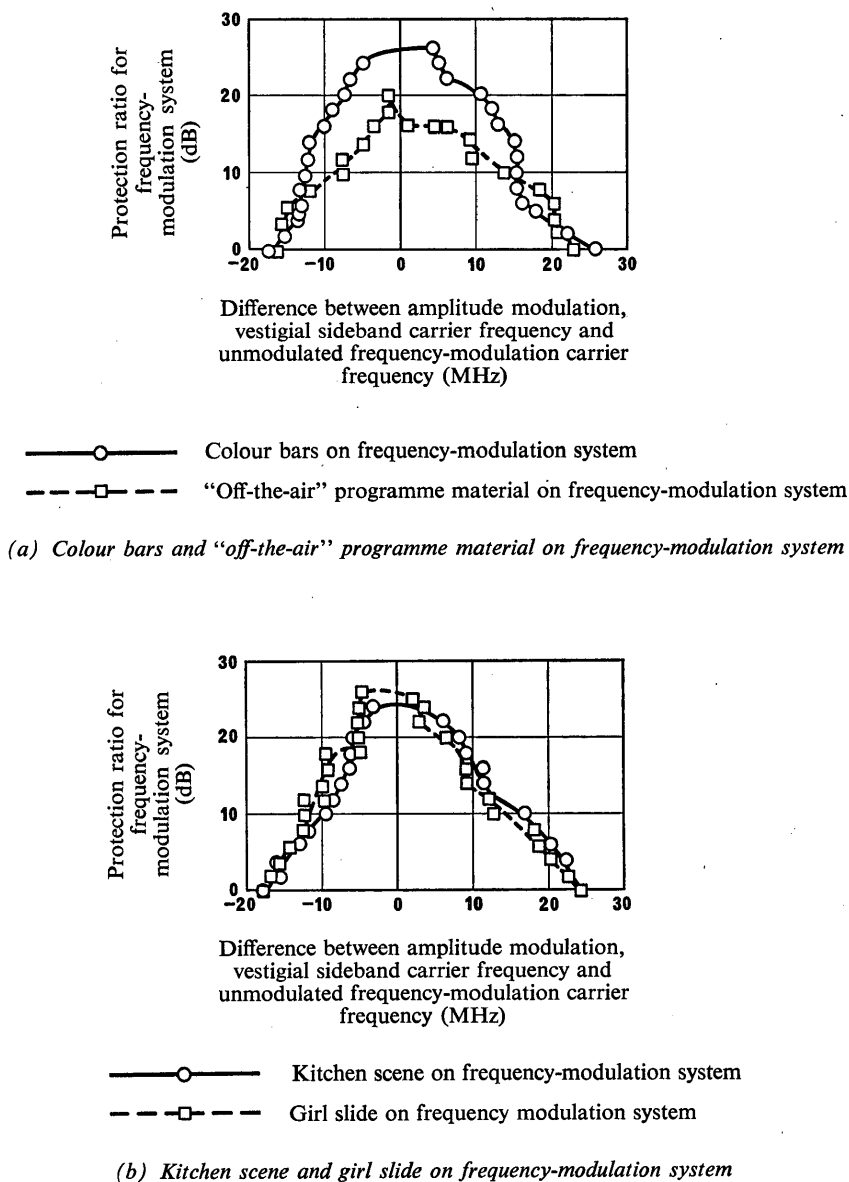 Protection ratio for
frequency-
modulation system
(dB)
30
20
10
0
−20
−10
0
10
20
30
Difference between amplitude modulation,
vestigial sideband carrier frequency and
unmodulated frequency-modulation carrier
frequency (MHz)
Colour bars on frequency-modulation system
“Off-the-air” programme material on frequency-modulation system
(a) Colour bars and “off-the-air” programme material on frequency-modulation system
Protection ratio for
frequency-
modulation system
(dB)
30
20
10
0
−20
−10
0
10
20
30
Difference between amplitude modulation,
vestigial sideband carrier frequency and
unmodulated frequency-modulation carrier
frequency (MHz)
Kitchen scene on frequency-modulation system
Girl slide on frequency modulation system
(b) Kitchen scene and girl slide on frequency-modulation system